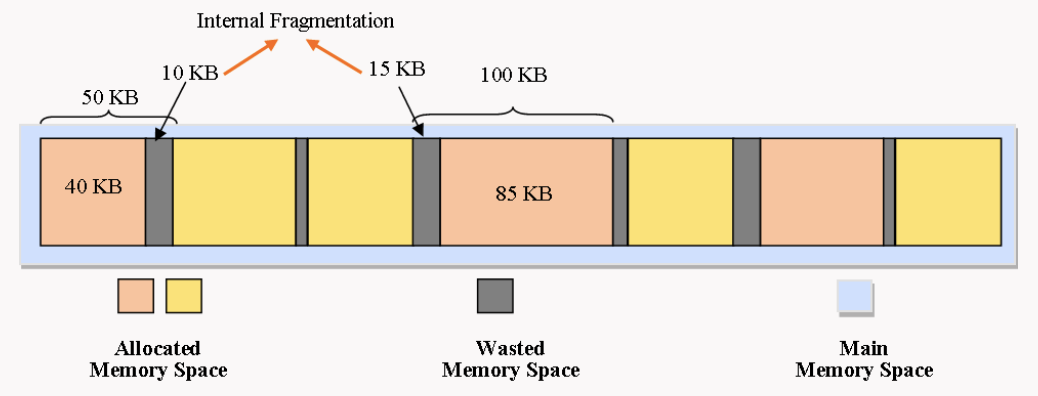 Internal Fragmentation
10 KB
15 KB
100 KB
50 KB
40 KB
85 KB
Allocated
Memory Space
Wasted
Memory Space
Main
Memory Space